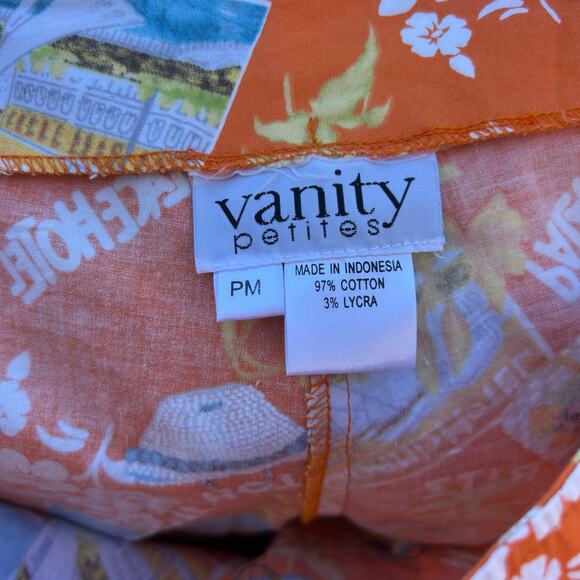 vanity
petites
PM
MADE IN INDONESIA
97% COTTON
3% LYCRA